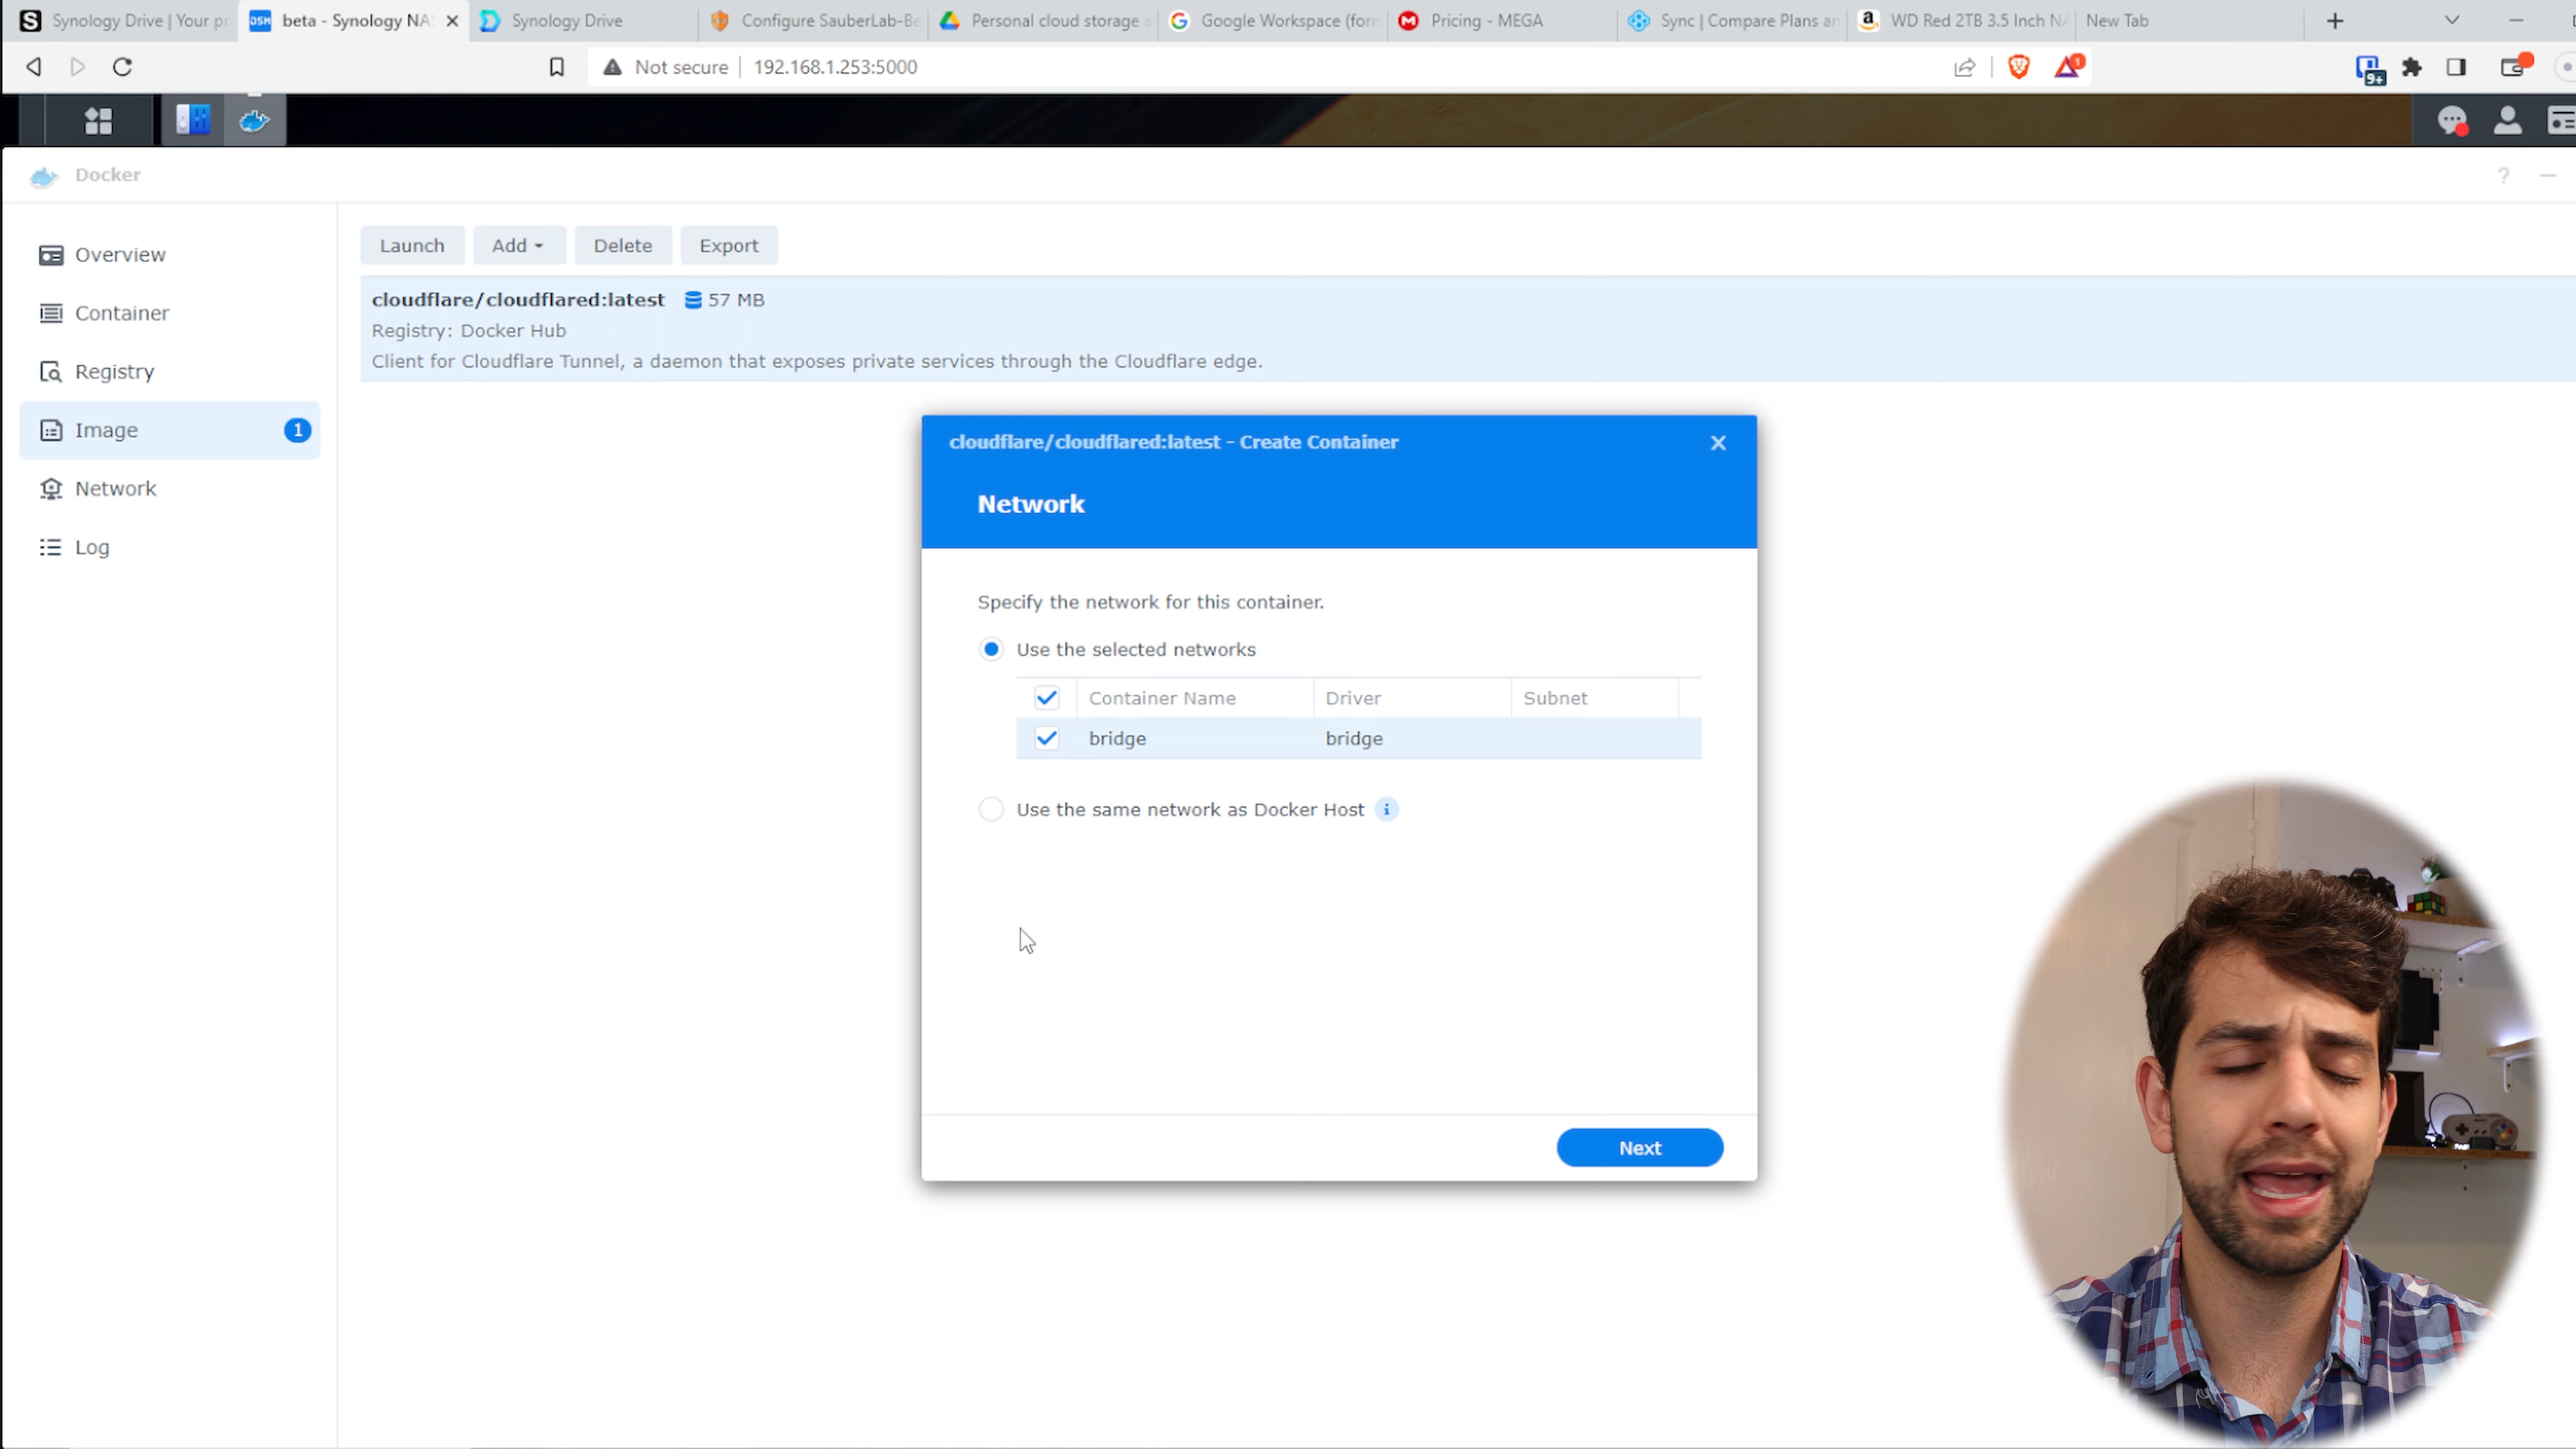 Synology Drive | Your pr
beta - Synology NA
Synology Drive
Configure SauberLab-Be
Personal cloud storage a
Google Workspace (form
Pricing - MEGA
Sync | Compare Plans an
WD Red 2TB 3.5 Inch NA
New Tab
Not secure
192.168.1.253:5000
1
9+
Docker
Overview
Container
Registry
Image 1
Network
Log
Launch Add Delete Export
cloudflare/cloudflared:latest 57 MB
Registry: Docker Hub
Client for Cloudflare Tunnel, a daemon that exposes private services through the Cloudflare edge.
cloudflare/cloudflared:latest - Create Container
Network
Specify the network for this container.
Use the selected networks
Container Name Driver Subnet
bridge bridge
Use the same network as Docker Host
Next